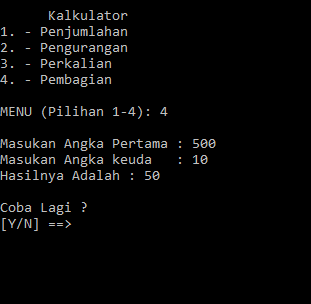 Kalkulator
1. - Penjumlahan
2. - Pengurangan
3. - Perkalian
4. - Pembagian
MENU (Pilihan 1-4): 4
Masukan Angka Pertama : 500
Masukan Angka keuda   : 10
Hasilnya Adalah : 50
Coba Lagi ?
[Y/N] ==>